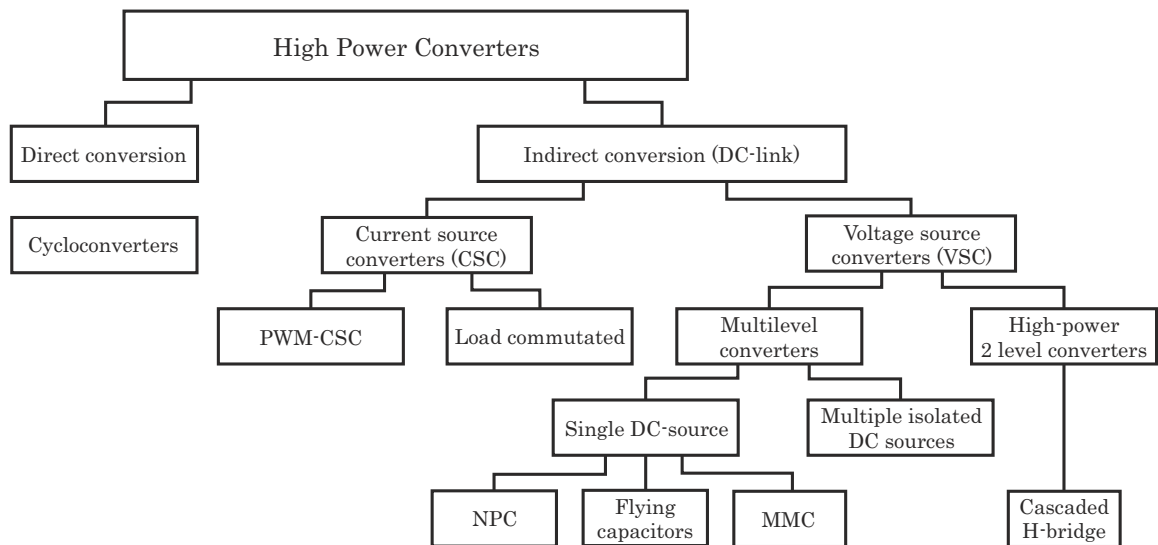 High Power Converters
Direct conversion
Indirect conversion (DC-link)
Cycloconverters
Current source
converters (CSC)
Voltage source
converters (VSC)
PWM-CSC
Load commutated
Multilevel
converters
High-power
2 level converters
Single DC-source
Multiple isolated
DC sources
NPC
Flying
capacitors
MMC
Cascaded
H-bridge